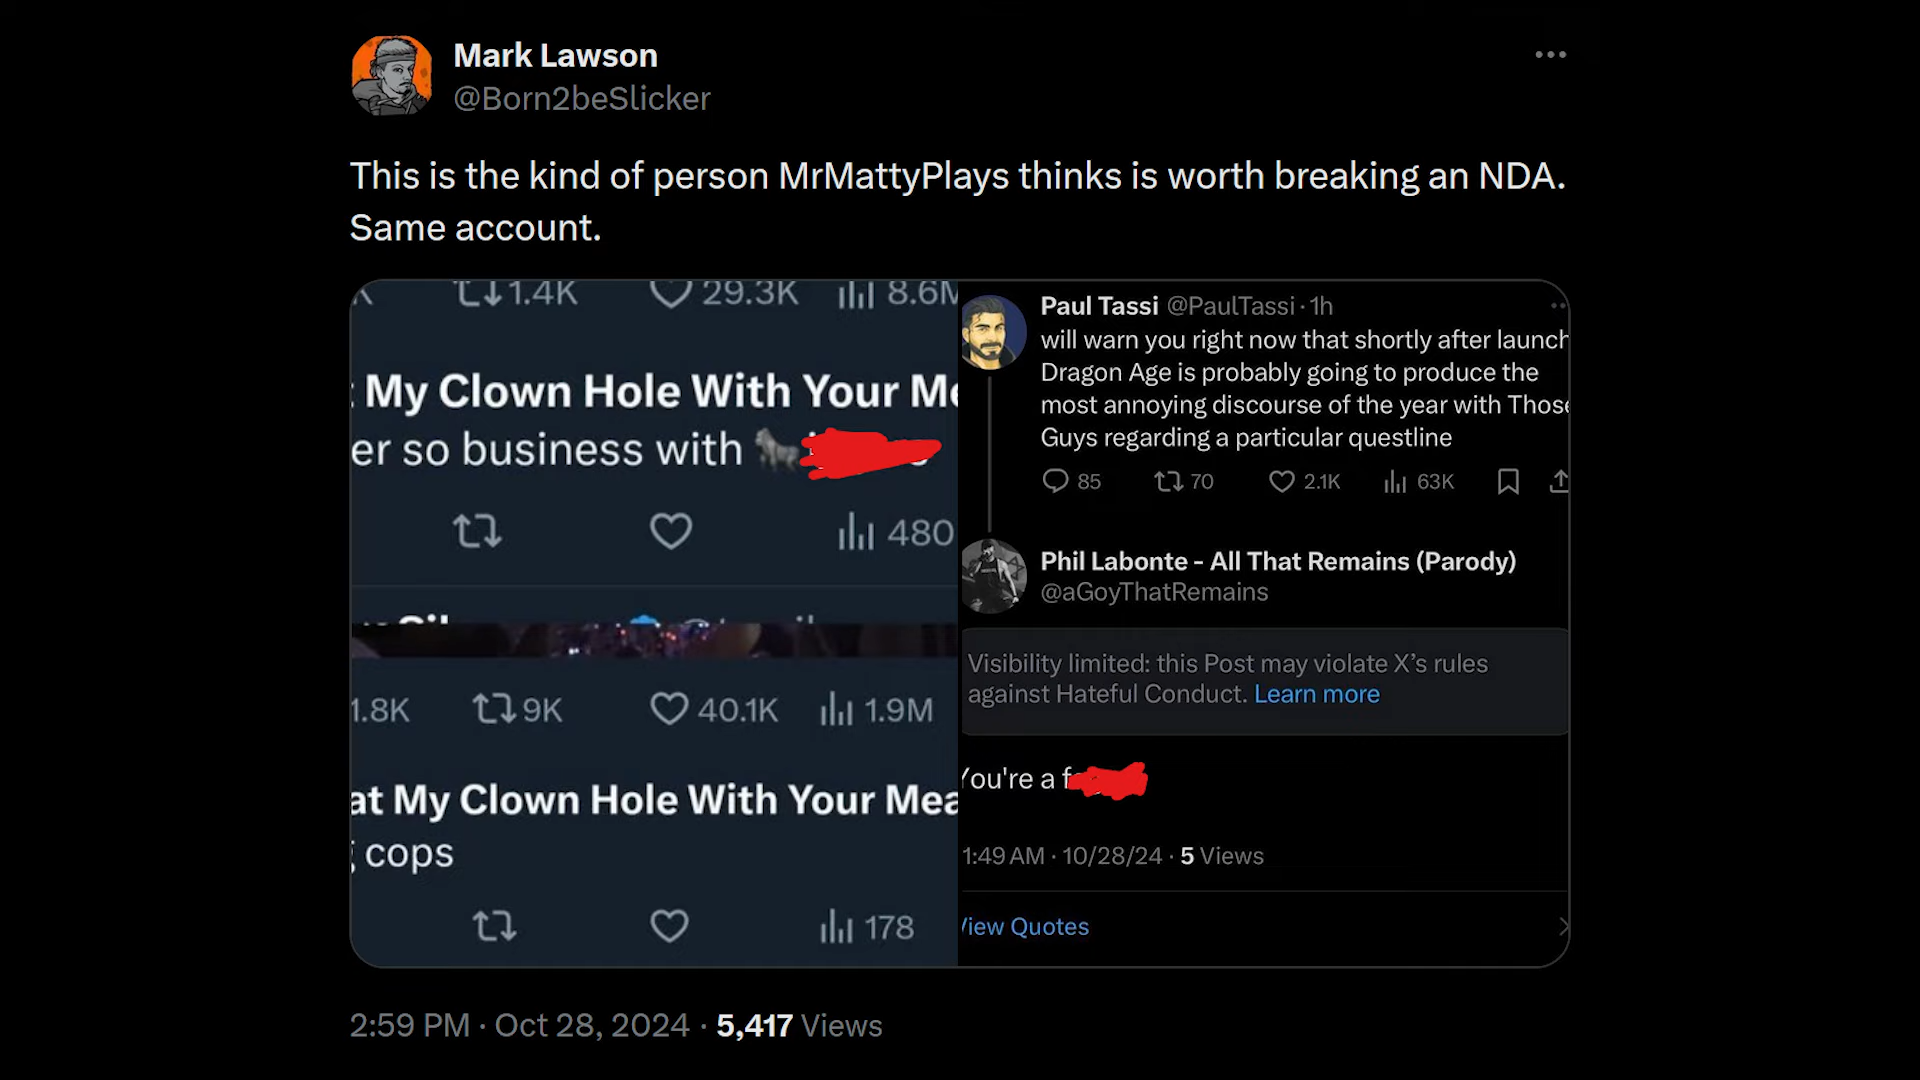 Mark Lawson
@Born2beSlicker
This is the kind of person MrMattyPlays thinks is worth breaking an NDA.
Same account.
1.4K 29.3K 8.6M
My Clown Hole With Your Me
er so business with
480
1.8K 9K 40.1K 1.9M
at My Clown Hole With Your Mea
cops
178
Paul Tassi @PaulTassi · 1h
will warn you right now that shortly after launch
Dragon Age is probably going to produce the
most annoying discourse of the year with Those
Guys regarding a particular questline
85 70 2.1K 63K
Phil Labonte - All That Remains (Parody)
@aGoyThatRemains
Visibility limited: this Post may violate X's rules
against Hateful Conduct. Learn more
You're a f
1:49 AM · 10/28/24 · 5 Views
View Quotes
2:59 PM · Oct 28, 2024 · 5,417 Views